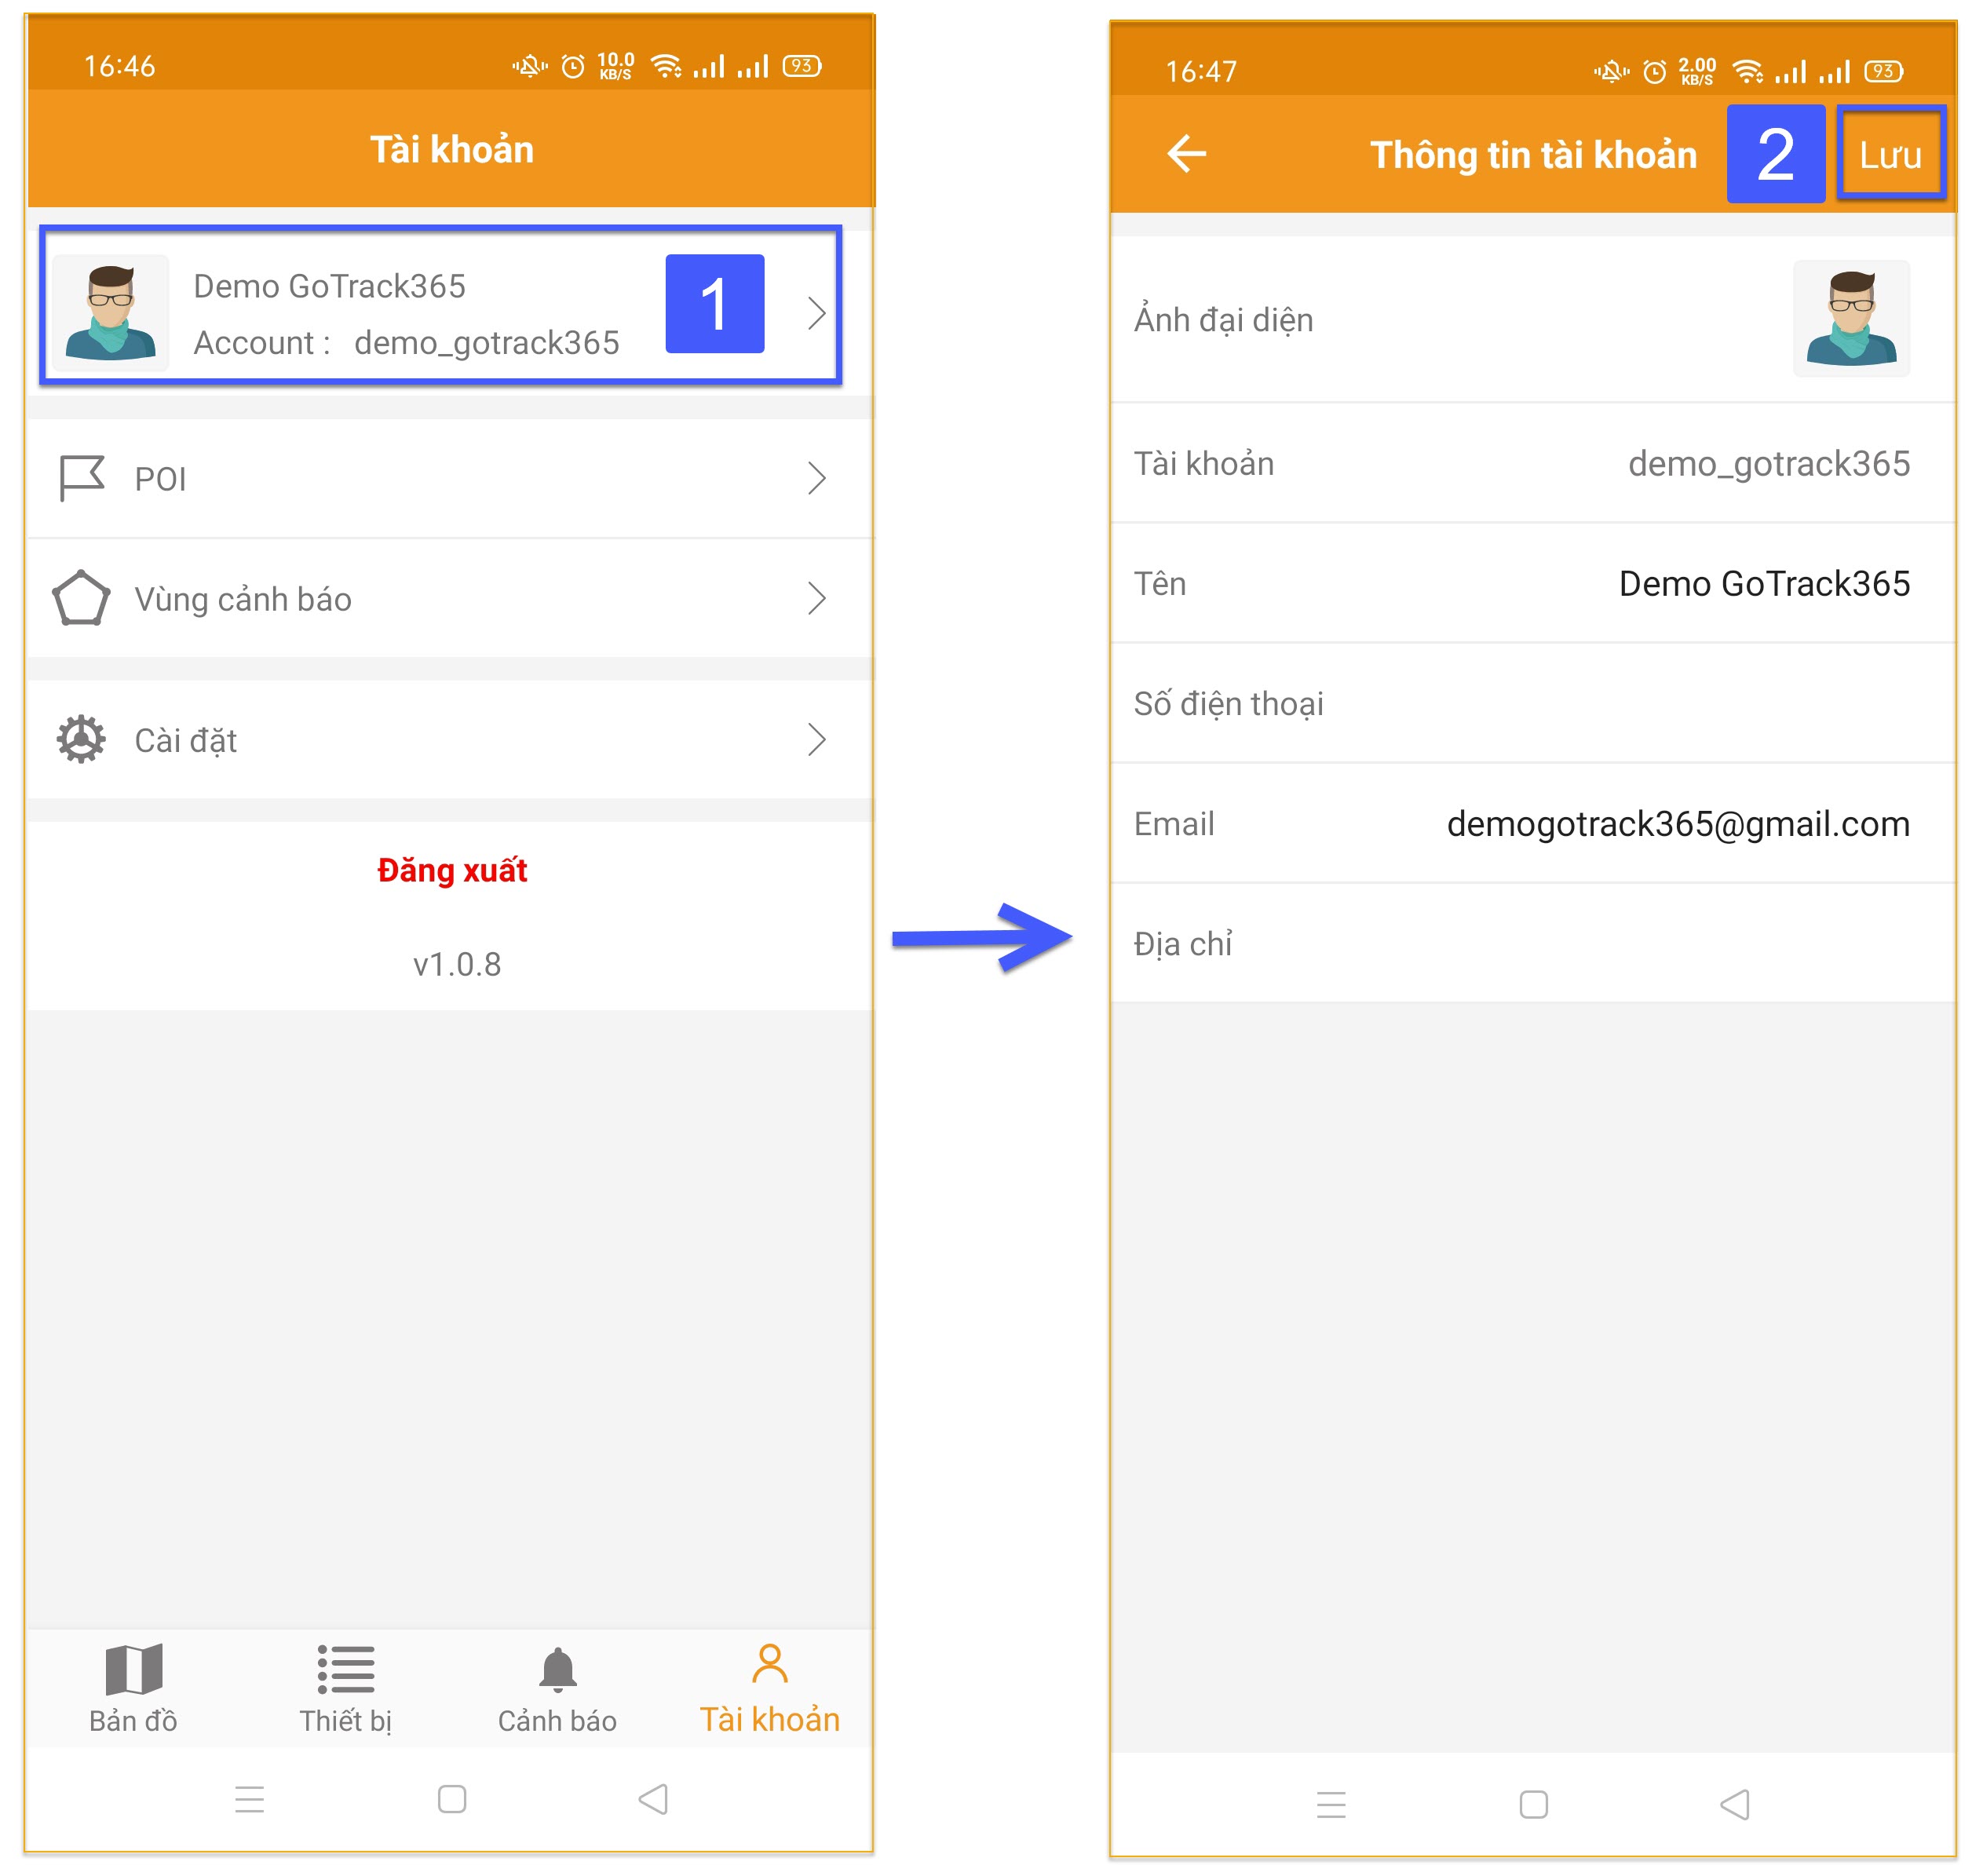 16:46
10.0
KB/S
93
Tài khoản
Demo GoTrack365
1
Account : demo_gotrack365
POI
Vùng cảnh báo
Cài đặt
Đăng xuất
v1.0.8
Bản đồ
Thiết bị
Cảnh báo
Tài khoản
16:47
2.00
KB/S
93
Thông tin tài khoản
2
Lưu
Ảnh đại diện
Tài khoản demo_gotrack365
Tên Demo GoTrack365
Số điện thoại
Email demogotrack365@gmail.com
Địa chỉ